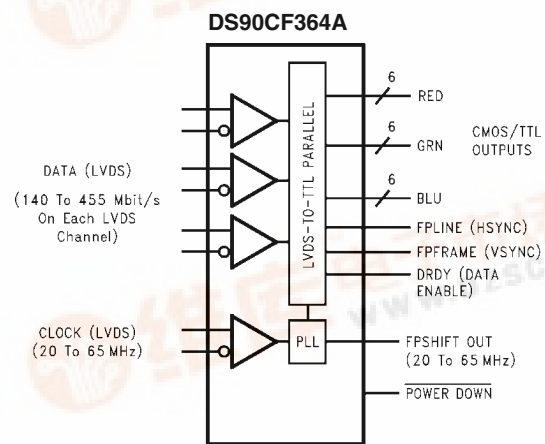 DS90CF364A
DATA (LVDS)
(140 To 455 Mbit/s
On Each LVDS
Channel)
CLOCK (LVDS)
(20 To 65 MHz)
LVDS-TO-TTL PARALLEL
PLL
6
RED
6
GRN
CMOS/TTL
OUTPUTS
6
BLU
FPLINE (HSYNC)
FPFRAME (VSYNC)
DRDY (DATA
ENABLE)
FPSHIFT OUT
(20 To 65 MHz)
POWER DOWN